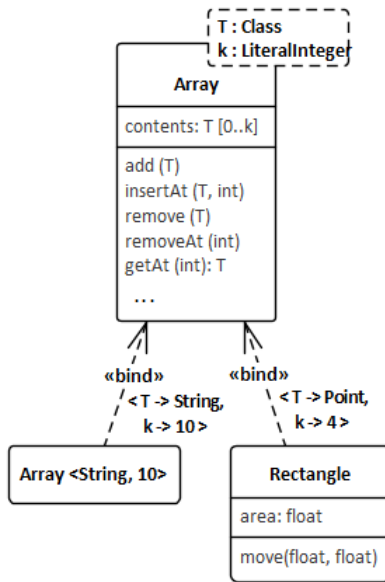 T : Class
k : LiteralInteger
Array
contents: T [0..k]
add (T)
insertAt (T, int)
remove (T)
removeAt (int)
getAt (int): T
...
«bind»
< T -> String,
k -> 10 >
«bind»
< T -> Point,
k -> 4 >
Array <String, 10>
Rectangle
area: float
move(float, float)